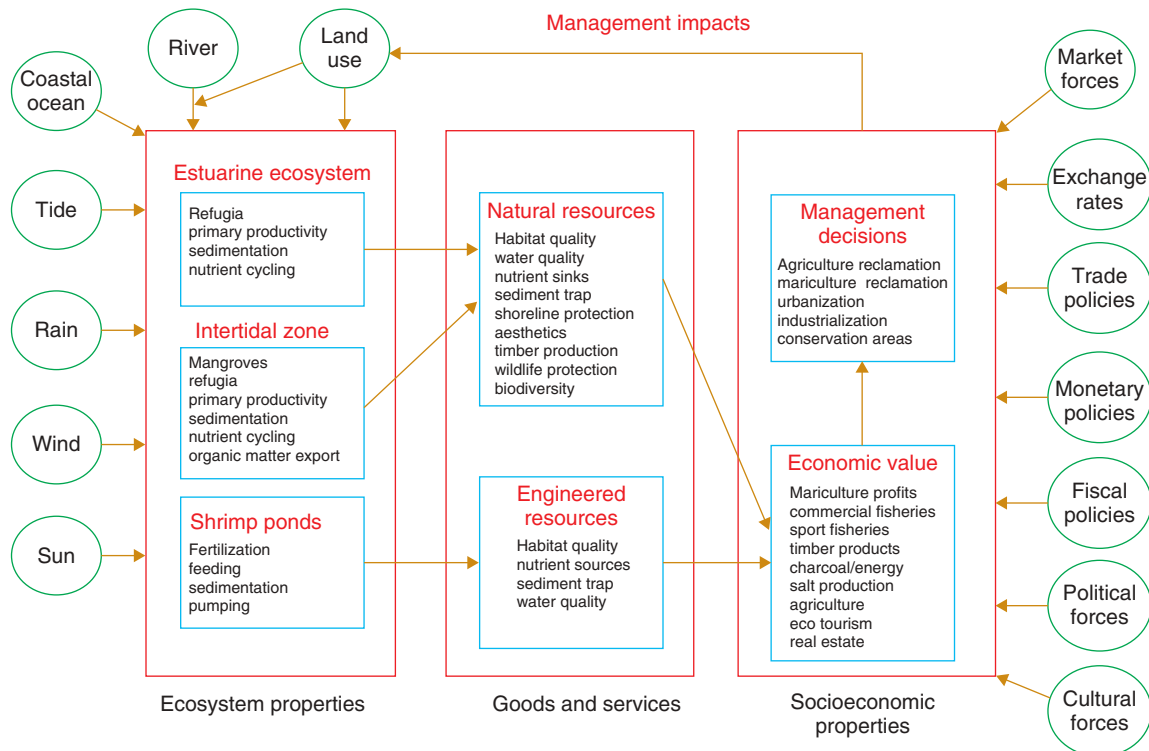 Management impacts
River
Land
use
Coastal
ocean
Tide
Rain
Wind
Sun
Estuarine ecosystem
Refugia
primary productivity
sedimentation
nutrient cycling
Intertidal zone
Mangroves
refugia
primary productivity
sedimentation
nutrient cycling
organic matter export
Shrimp ponds
Fertilization
feeding
sedimentation
pumping
Ecosystem properties
Natural resources
Habitat quality
water quality
nutrient sinks
sediment trap
shoreline protection
aesthetics
timber production
wildlife protection
biodiversity
Engineered
resources
Habitat quality
nutrient sources
sediment trap
water quality
Goods and services
Management
decisions
Agriculture reclamation
mariculture reclamation
urbanization
industrialization
conservation areas
Economic value
Mariculture profits
commercial fisheries
sport fisheries
timber products
charcoal/energy
salt production
agriculture
eco tourism
real estate
Socioeconomic
properties
Market
forces
Exchange
rates
Trade
policies
Monetary
policies
Fiscal
policies
Political
forces
Cultural
forces